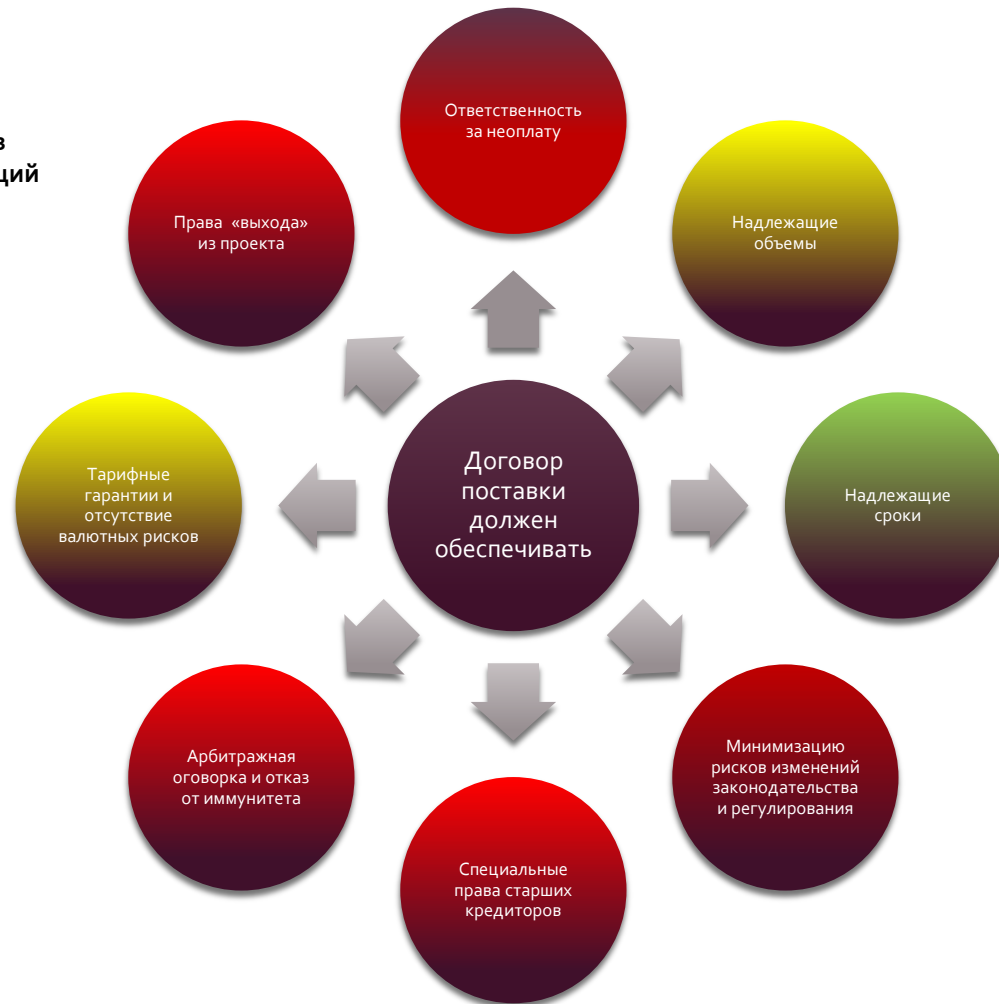 Ответственность
за неоплату
Права «выхода»
из проекта
Надлежащие
объемы
Договор
поставки
должен
обеспечивать
Тарифные
гарантии и
отсутствие
валютных рисков
Надлежащие
сроки
Арбитражная
оговорка и отказ
от иммунитета
Минимизацию
рисков изменений
законодательства
и регулирования
Специальные
права старших
кредиторов